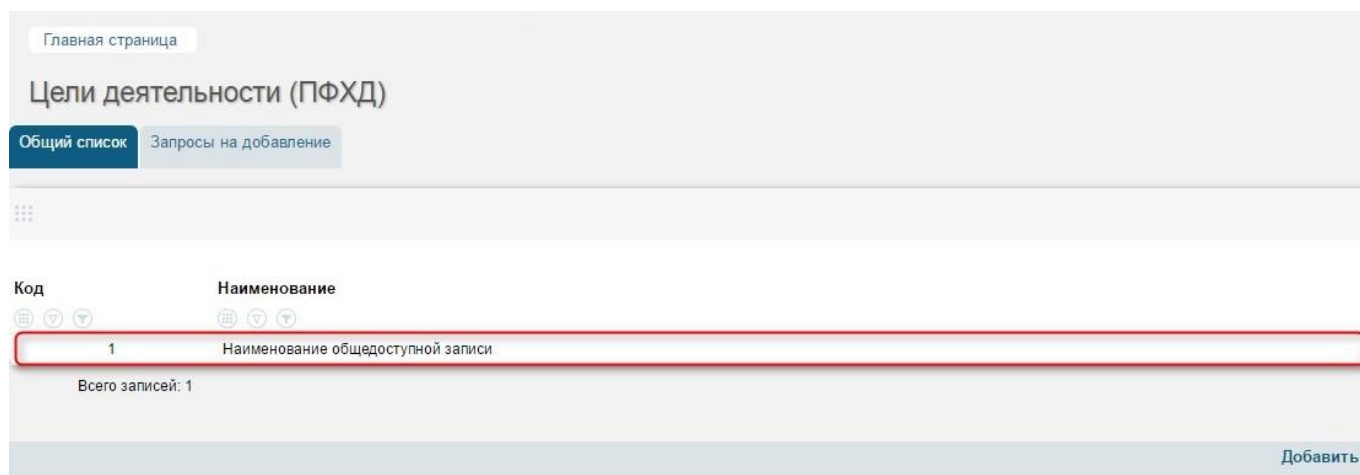 Главная страница
Цели деятельности (ПФХД)
Общий список Запросы на добавление
Код Наименование
1 Наименование общедоступной записи
Всего записей: 1
Добавить